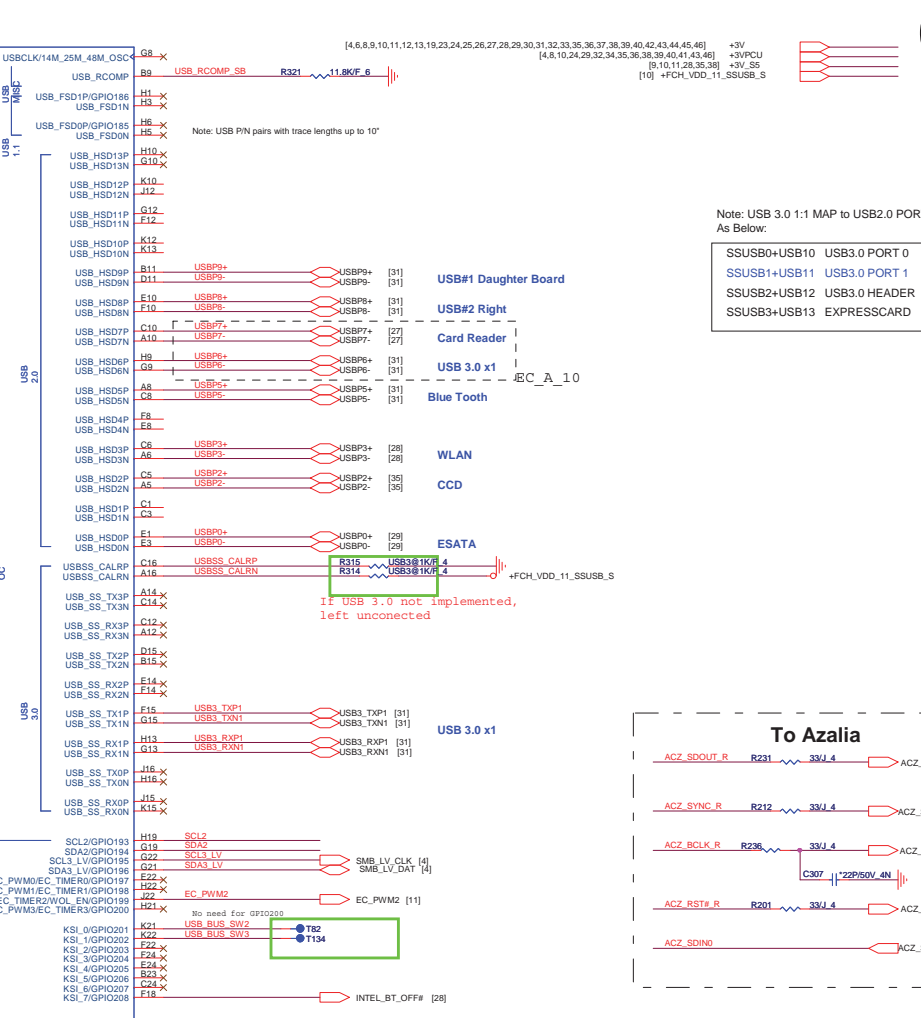 [4,6,8,9,10,11,12,13,19,23,24,25,26,27,28,29,30,31,32,33,35,36,37,38,39,40,42,43,44,45,46] +3V
[4,8,10,24,29,32,34,35,36,38,39,40,41,43,46] +3VPCU
[9,10,11,28,35,38] +3V_S5
[10] +FCH_VDD_11_SSUSB_S
USBCLK/14M_25M_48M_OSC G8
USB MISC
USB_RCOMP B9 USB_RCOMP_SB R321 11.8K/F_6
USB_FSD1P/GPIO186 H1
USB_FSD1N H3
USB 1.1
USB_FSD0P/GPIO185 H6
USB_FSD0N H5
Note: USB P/N pairs with trace lengths up to 10"
USB_HSD13P H10
USB_HSD13N G10
USB_HSD12P K10
USB_HSD12N J12
USB_HSD11P G12
USB_HSD11N F12
USB_HSD10P K12
USB_HSD10N K13
USB_HSD9P B11 USBP9+ USBP9+ [31]
USB_HSD9N D11 USBP9- USBP9- [31]
USB#1 Daughter Board
USB_HSD8P E10 USBP8+ USBP8+ [31]
USB_HSD8N F10 USBP8- USBP8- [31]
USB#2 Right
USB_HSD7P C10 USBP7+ USBP7+ [27]
USB_HSD7N A10 USBP7- USBP7- [27]
Card Reader
USB_HSD6P H9 USBP6+ USBP6+ [31]
USB_HSD6N G9 USBP6- USBP6- [31]
USB 3.0 x1
EC_A_10
USB 2.0
USB_HSD5P A8 USBP5+ USBP5+ [31]
USB_HSD5N C8 USBP5- USBP5- [31]
Blue Tooth
USB_HSD4P F8
USB_HSD4N E8
USB_HSD3P C6 USBP3+ USBP3+ [28]
USB_HSD3N A6 USBP3- USBP3- [28]
WLAN
USB_HSD2P C5 USBP2+ USBP2+ [35]
USB_HSD2N A5 USBP2- USBP2- [35]
CCD
USB_HSD1P C1
USB_HSD1N C3
USB_HSD0P E1 USBP0+ USBP0+ [29]
USB_HSD0N E3 USBP0- USBP0- [29]
ESATA
OC
USBSS_CALRP C16 USBSS_CALRP R315 USB3@1K/F_4
USBSS_CALRN A16 USBSS_CALRN R314 USB3@1K/F_4 +FCH_VDD_11_SSUSB_S
If USB 3.0 not implemented,
left unconected
USB_SS_TX3P A14
USB_SS_TX3N C14
USB_SS_RX3P C12
USB_SS_RX3N A12
USB_SS_TX2P D15
USB_SS_TX2N B15
USB_SS_RX2P E14
USB_SS_RX2N F14
USB 3.0
USB_SS_TX1P F15 USB3_TXP1 USB3_TXP1 [31]
USB_SS_TX1N G15 USB3_TXN1 USB3_TXN1 [31]
USB 3.0 x1
USB_SS_RX1P H13 USB3_RXP1 USB3_RXP1 [31]
USB_SS_RX1N G13 USB3_RXN1 USB3_RXN1 [31]
USB_SS_TX0P J16
USB_SS_TX0N H16
USB_SS_RX0P J15
USB_SS_RX0N K15
SCL2/GPIO193 H19 SCL2
SDA2/GPIO194 G19 SDA2
SCL3_LV/GPIO195 G22 SCL3_LV SMB_LV_CLK [4]
SDA3_LV/GPIO196 G21 SDA3_LV SMB_LV_DAT [4]
C_PWM0/EC_TIMER0/GPIO197 E22
C_PWM1/EC_TIMER1/GPIO198 H22
EC_TIMER2/WOL_EN/GPIO199 J22 EC_PWM2 EC_PWM2 [11]
C_PWM3/EC_TIMER3/GPIO200 H21
No need for GPIO200
KSI_0/GPIO201 K21 USB_BUS_SW2 T82
KSI_1/GPIO202 K22 USB_BUS_SW3 T134
KSI_2/GPIO203 F22
KSI_3/GPIO204 F24
KSI_4/GPIO205 E24
KSI_5/GPIO206 B23
KSI_6/GPIO207 C24
KSI_7/GPIO208 F18 INTEL_BT_OFF# [28]
Note: USB 3.0 1:1 MAP to USB2.0 POR
As Below:
SSUSB0+USB10 USB3.0 PORT 0
SSUSB1+USB11 USB3.0 PORT 1
SSUSB2+USB12 USB3.0 HEADER
SSUSB3+USB13 EXPRESSCARD
To Azalia
ACZ_SDOUT_R R231 33/J_4 ACZ_
ACZ_SYNC_R R212 33/J_4 ACZ_
ACZ_BCLK_R R236 33/J_4 ACZ_
C307 *22P/50V_4N
ACZ_RST#_R R201 33/J_4 ACZ_
ACZ_SDIN0 ACZ_